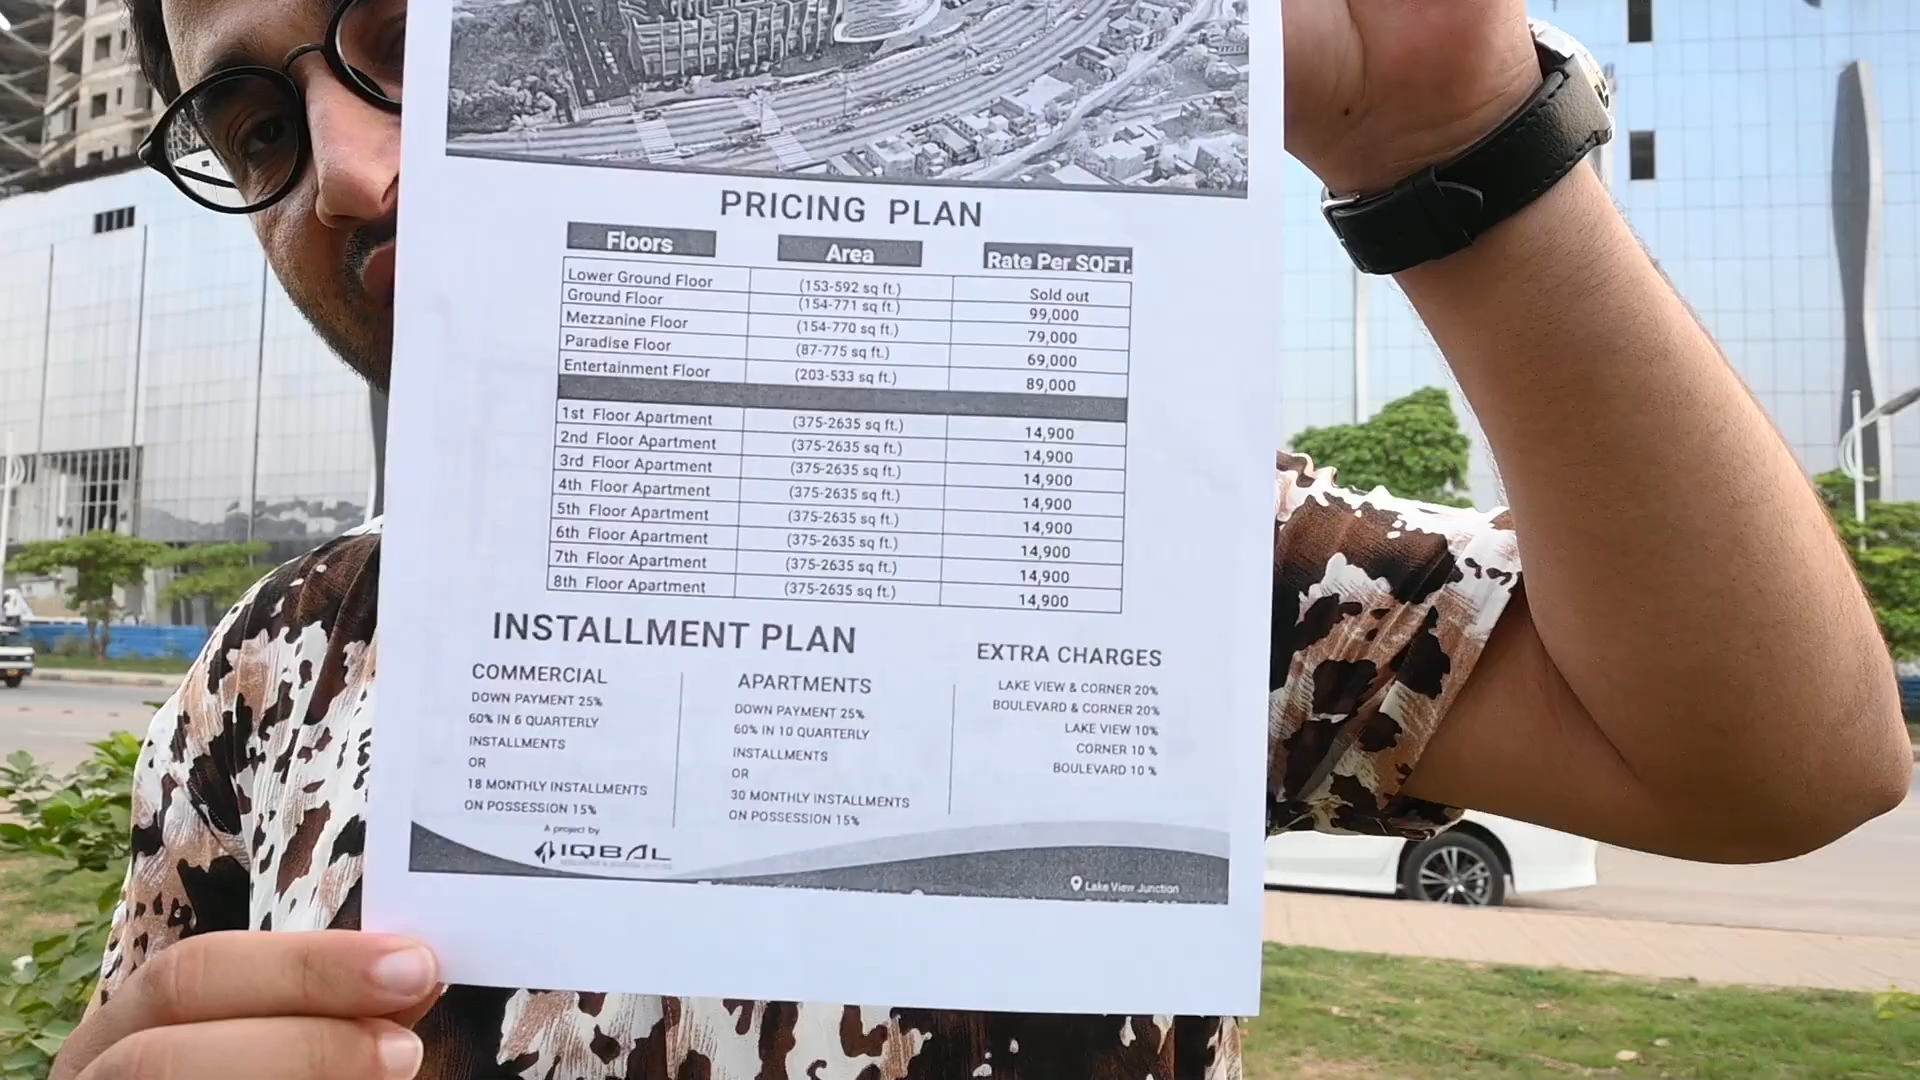 PRICING PLAN
Floors Area Rate Per SQFT.
Lower Ground Floor (153-592 sq ft.) Sold out
Ground Floor (154-771 sq ft.) 99,000
Mezzanine Floor (154-770 sq ft.) 79,000
Paradise Floor (87-775 sq ft.) 69,000
Entertainment Floor (203-533 sq ft.) 89,000
1st Floor Apartment (375-2635 sq ft.) 14,900
2nd Floor Apartment (375-2635 sq ft.) 14,900
3rd Floor Apartment (375-2635 sq ft.) 14,900
4th Floor Apartment (375-2635 sq ft.) 14,900
5th Floor Apartment (375-2635 sq ft.) 14,900
6th Floor Apartment (375-2635 sq ft.) 14,900
7th Floor Apartment (375-2635 sq ft.) 14,900
8th Floor Apartment (375-2635 sq ft.) 14,900
INSTALLMENT PLAN
COMMERCIAL
DOWN PAYMENT 25%
60% IN 6 QUARTERLY
INSTALLMENTS
OR
18 MONTHLY INSTALLMENTS
ON POSSESSION 15%
APARTMENTS
DOWN PAYMENT 25%
60% IN 10 QUARTERLY
INSTALLMENTS
OR
30 MONTHLY INSTALLMENTS
ON POSSESSION 15%
EXTRA CHARGES
LAKE VIEW & CORNER 20%
BOULEVARD & CORNER 20%
LAKE VIEW 10%
CORNER 10 %
BOULEVARD 10 %
A project by
IQBAL
Lake View Junction